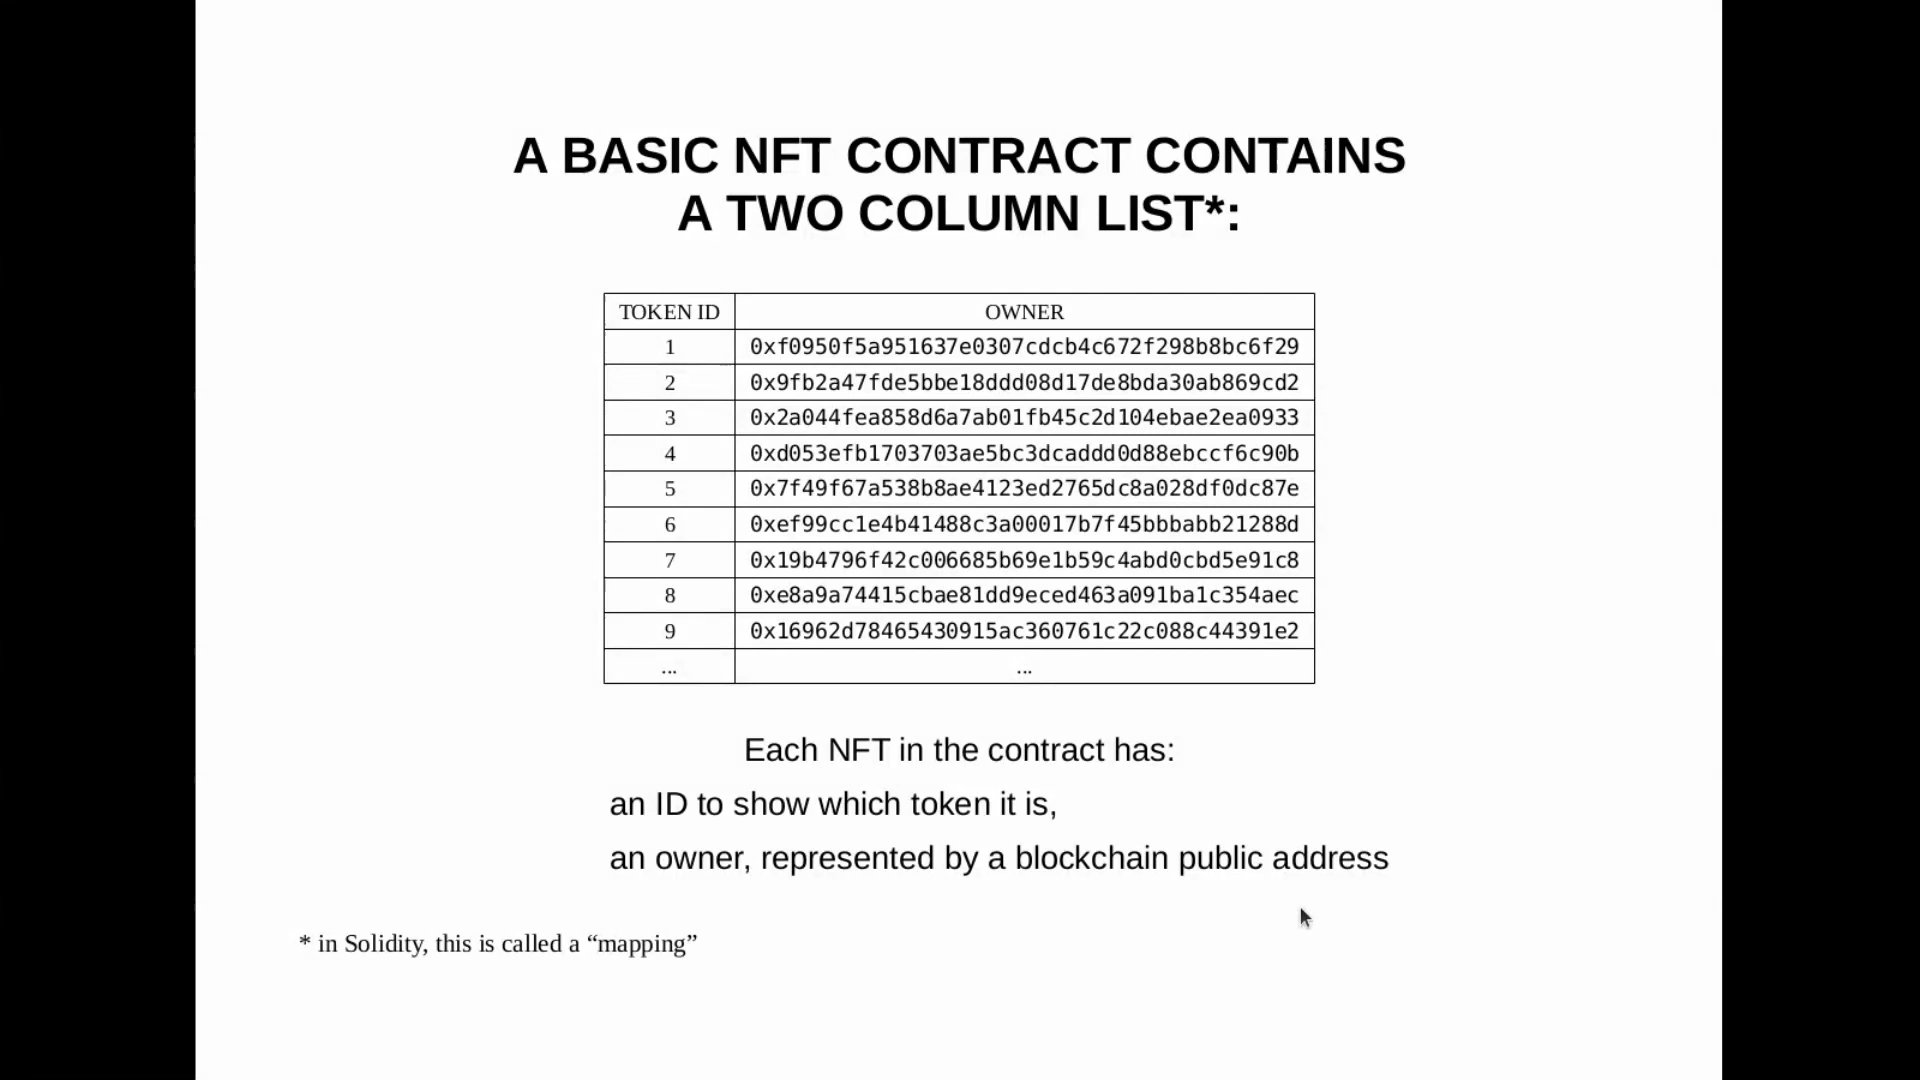 A BASIC NFT CONTRACT CONTAINS
A TWO COLUMN LIST*:
TOKEN ID OWNER
1 0xf0950f5a951637e0307cdcb4c672f298b8bc6f29
2 0x9fb2a47fde5bbe18ddd08d17de8bda30ab869cd2
3 0x2a044fea858d6a7ab01fb45c2d104ebae2ea0933
4 0xd053efb1703703ae5bc3dcaddd0d88ebccf6c90b
5 0x7f49f67a538b8ae4123ed2765dc8a028df0dc87e
6 0xef99cc1e4b41488c3a00017b7f45bbbabb21288d
7 0x19b4796f42c006685b69e1b59c4abd0cbd5e91c8
8 0xe8a9a74415cbae81dd9eced463a091ba1c354aec
9 0x16962d78465430915ac360761c22c088c44391e2
... ...
Each NFT in the contract has:
an ID to show which token it is,
an owner, represented by a blockchain public address
* in Solidity, this is called a “mapping”